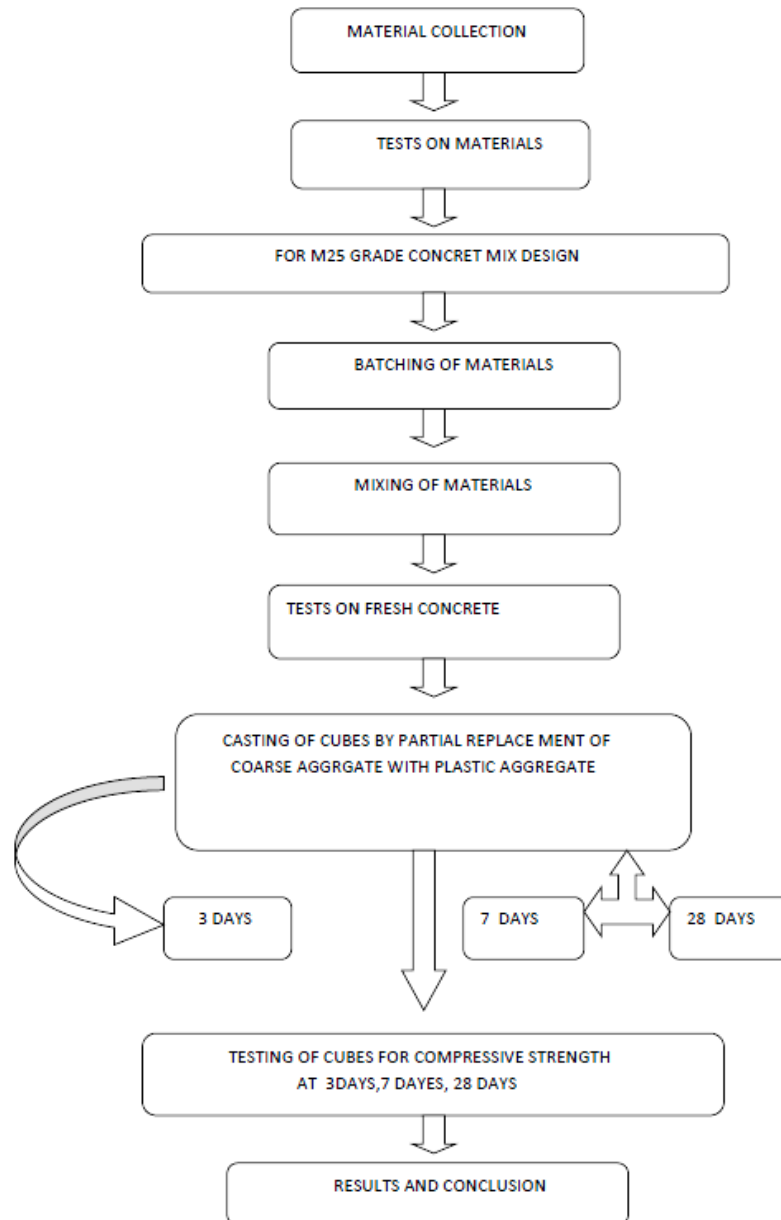 MATERIAL COLLECTION
TESTS ON MATERIALS
FOR M25 GRADE CONCRET MIX DESIGN
BATCHING OF MATERIALS
MIXING OF MATERIALS
TESTS ON FRESH CONCRETE
CASTING OF CUBES BY PARTIAL REPLACE MENT OF
COARSE AGGRGATE WITH PLASTIC AGGREGATE
3 DAYS
7 DAYS
28 DAYS
TESTING OF CUBES FOR COMPRESSIVE STRENGTH
AT 3DAYS,7 DAYES, 28 DAYS
RESULTS AND CONCLUSION